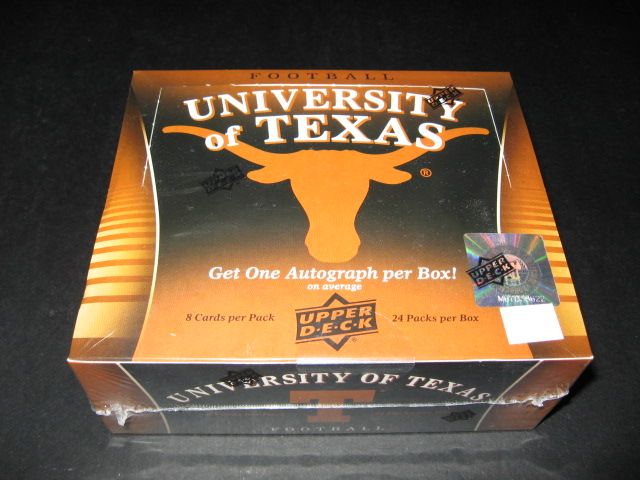 FOOTBALL
UNIVERSITY
of TEXAS
®
Get One Autograph per Box!
on average
8 Cards per Pack
UPPER
D·E·C·K
24 Packs per Box
UPPER
DECK
UNIVERSITY OF TEXAS
T
FOOTBALL